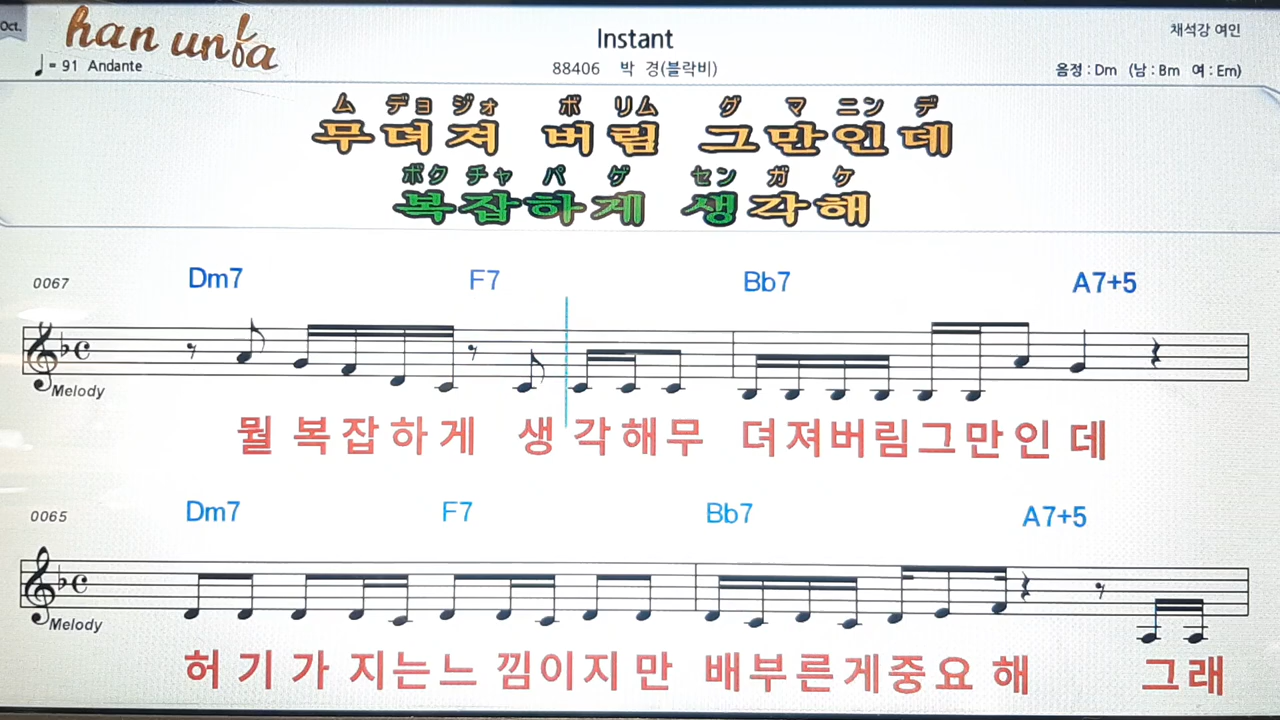 Oct.
han unfa
Instant
채석강 여인
♩= 91 Andante
88406 박 경(블락비)
음정 : Dm (남 : Bm 여 : Em)
ム デョ ジォ ボ リム グ マ ニン デ
무뎌져 버림 그만인데
ボク チャ パ ゲ セン ガ ケ
복잡하게 생각해
0067
Dm7 F7 Bb7 A7+5
Melody
뭘 복잡하게 생각해무 뎌져버림그만인 데
0065
Dm7 F7 Bb7 A7+5
Melody
허기가 지는느 낌이지만 배부른게중요 해 그래